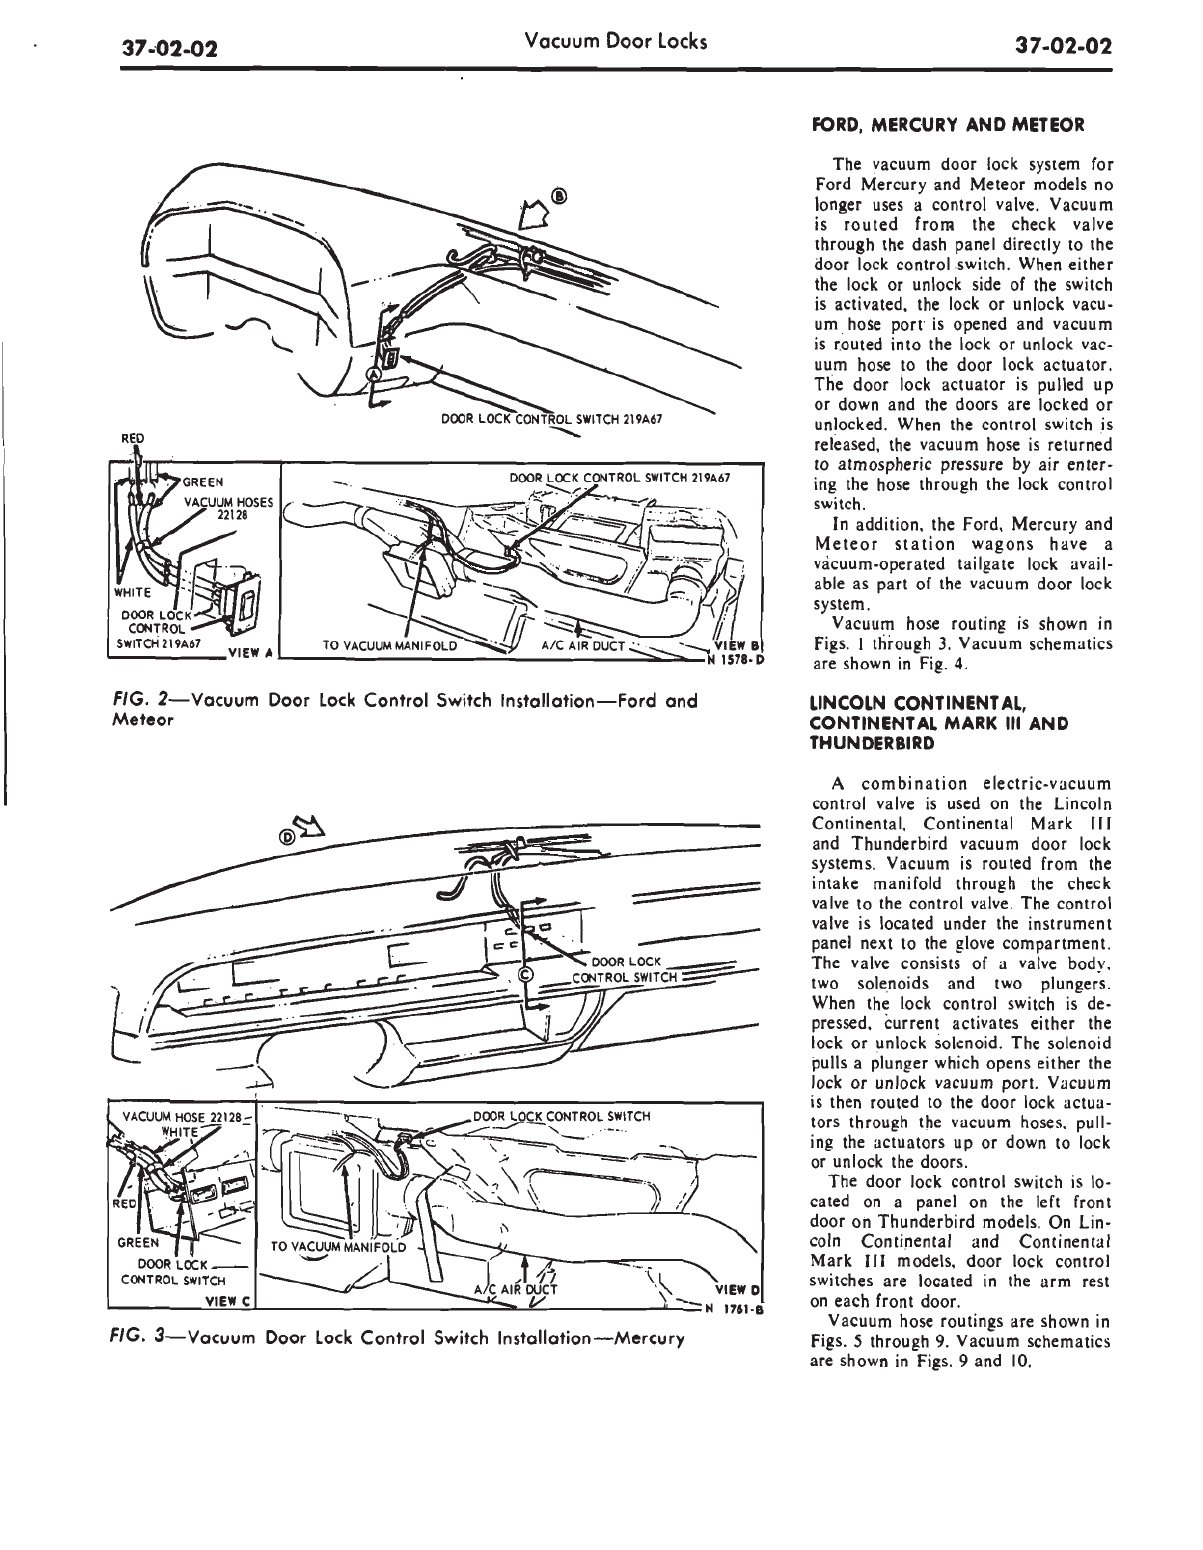 37-02-02
Vacuum Door Locks
37-02-02
B
A
DOOR LOCK CONTROL SWITCH 219A67
RED
GREEN
VACUUM HOSES
22128
WHITE
DOOR LOCK
CONTROL
SWITCH 219A67
VIEW A
DOOR LOCK CONTROL SWITCH 219A67
TO VACUUM MANIFOLD
A/C AIR DUCT
VIEW B
N 1578-D
FIG. 2—Vacuum Door Lock Control Switch Installation—Ford and
Meteor
D
DOOR LOCK
CONTROL SWITCH
C
VACUUM HOSE 22128
WHITE
RED
GREEN
DOOR LOCK
CONTROL SWITCH
VIEW C
DOOR LOCK CONTROL SWITCH
TO VACUUM MANIFOLD
A/C AIR DUCT
VIEW D
N 1761-B
FIG. 3—Vacuum Door Lock Control Switch Installation—Mercury
FORD, MERCURY AND METEOR
The vacuum door lock system for
Ford Mercury and Meteor models no
longer uses a control valve. Vacuum
is routed from the check valve
through the dash panel directly to the
door lock control switch. When either
the lock or unlock side of the switch
is activated, the lock or unlock vacu-
um hose port is opened and vacuum
is routed into the lock or unlock vac-
uum hose to the door lock actuator.
The door lock actuator is pulled up
or down and the doors are locked or
unlocked. When the control switch is
released, the vacuum hose is returned
to atmospheric pressure by air enter-
ing the hose through the lock control
switch.
In addition, the Ford, Mercury and
Meteor station wagons have a
vacuum-operated tailgate lock avail-
able as part of the vacuum door lock
system.
Vacuum hose routing is shown in
Figs. 1 through 3. Vacuum schematics
are shown in Fig. 4.
LINCOLN CONTINENTAL,
CONTINENTAL MARK III AND
THUNDERBIRD
A combination electric-vacuum
control valve is used on the Lincoln
Continental, Continental Mark III
and Thunderbird vacuum door lock
systems. Vacuum is routed from the
intake manifold through the check
valve to the control valve. The control
valve is located under the instrument
panel next to the glove compartment.
The valve consists of a valve body,
two solenoids and two plungers.
When the lock control switch is de-
pressed, current activates either the
lock or unlock solenoid. The solenoid
pulls a plunger which opens either the
lock or unlock vacuum port. Vacuum
is then routed to the door lock actua-
tors through the vacuum hoses, pull-
ing the actuators up or down to lock
or unlock the doors.
The door lock control switch is lo-
cated on a panel on the left front
door on Thunderbird models. On Lin-
coln Continental and Continental
Mark III models, door lock control
switches are located in the arm rest
on each front door.
Vacuum hose routings are shown in
Figs. 5 through 9. Vacuum schematics
are shown in Figs. 9 and 10.